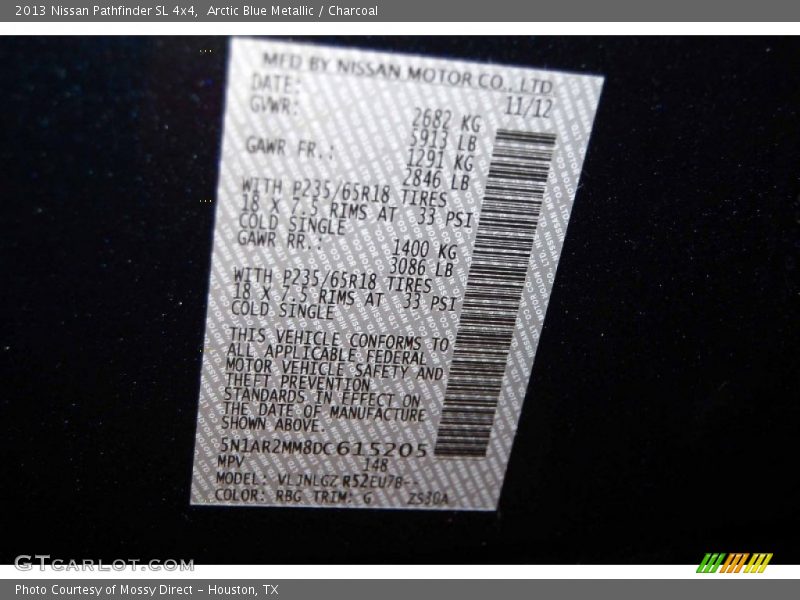 2013 Nissan Pathfinder SL 4x4,  Arctic Blue Metallic / Charcoal
MFD BY NISSAN MOTOR CO., LTD
DATE: 11/12
GVWR: 2682 KG
5913 LB
GAWR FR.: 1291 KG
2846 LB
WITH P235/65R18 TIRES
18 X 7.5 RIMS AT 33 PSI
COLD SINGLE
GAWR RR.: 1400 KG
3086 LB
WITH P235/65R18 TIRES
18 X 7.5 RIMS AT 33 PSI
COLD SINGLE
THIS VEHICLE CONFORMS TO
ALL APPLICABLE FEDERAL
MOTOR VEHICLE SAFETY AND
THEFT PREVENTION
STANDARDS IN EFFECT ON
THE DATE OF MANUFACTURE
SHOWN ABOVE.
5N1AR2MM8DC615205
MPV 148
MODEL: VLJNLGZ R52EU7B--
COLOR: RBG TRIM: G ZS30A
GTCARLOT.COM
Photo Courtesy of Mossy Direct – Houston, TX